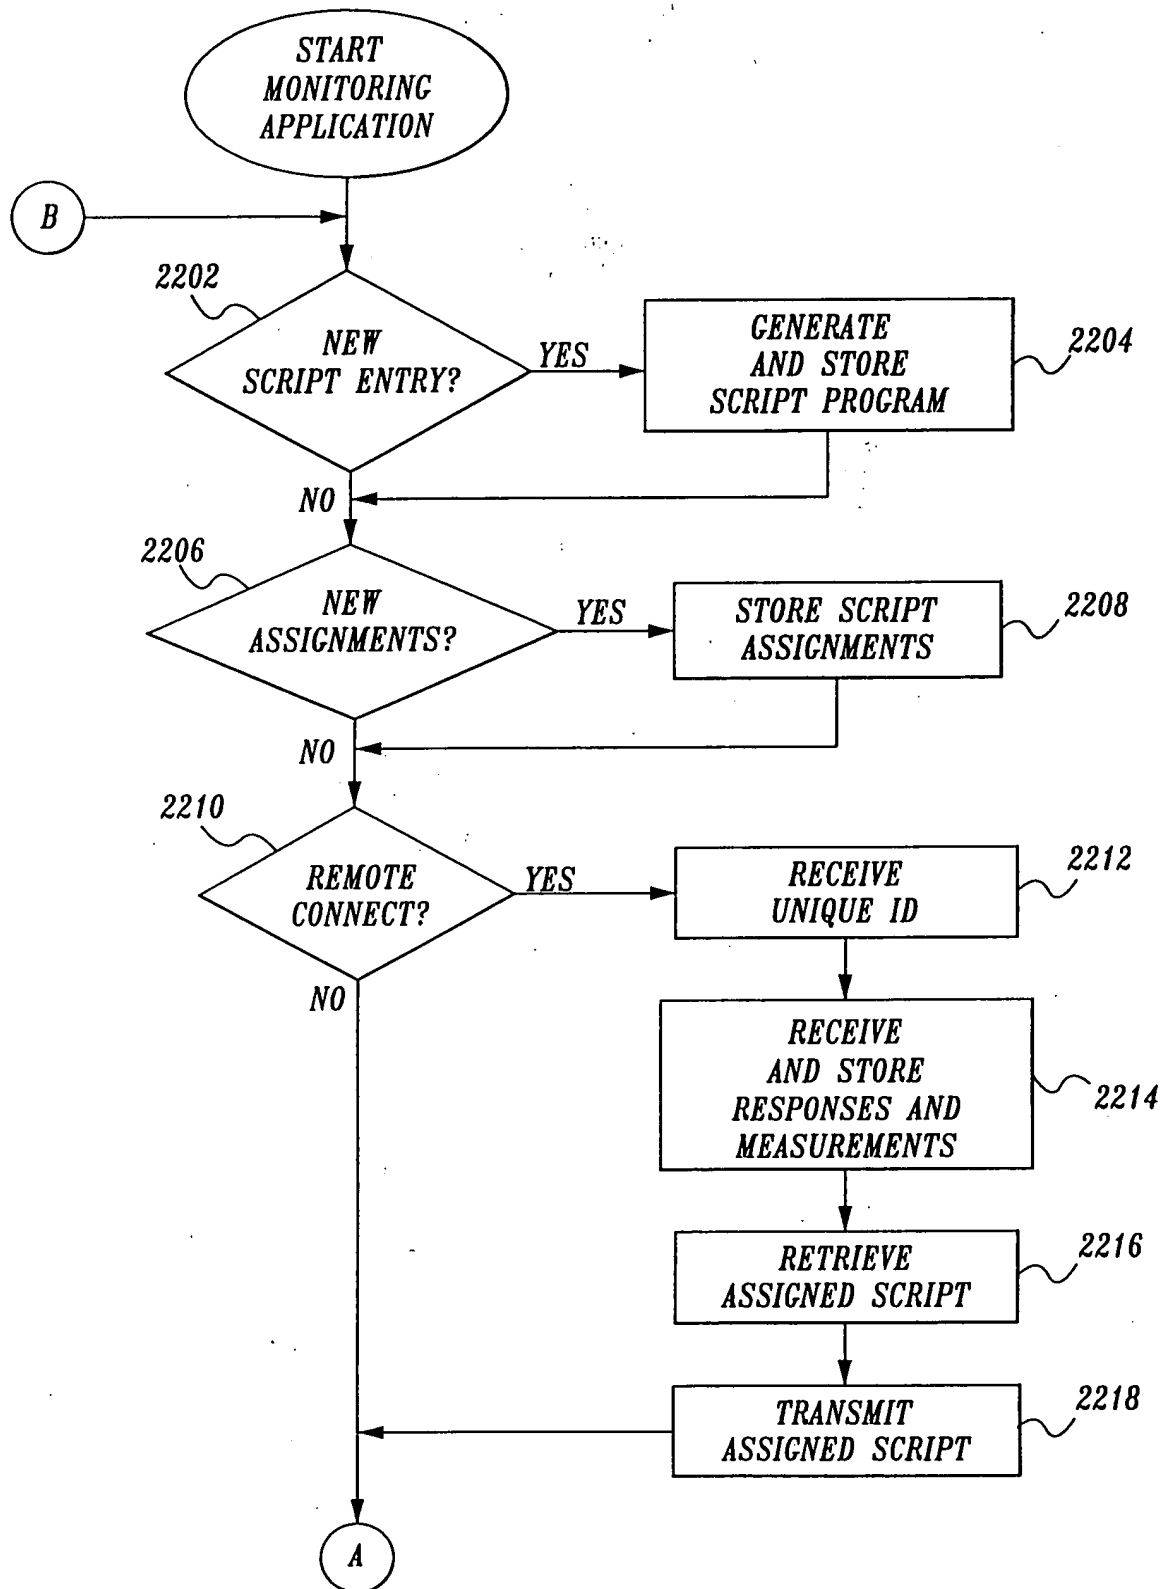 START
MONITORING
APPLICATION
B
2202
NEW
SCRIPT ENTRY?
YES
GENERATE
AND STORE
SCRIPT PROGRAM
2204
NO
2206
NEW
ASSIGNMENTS?
YES
STORE SCRIPT
ASSIGNMENTS
2208
NO
2210
REMOTE
CONNECT?
YES
RECEIVE
UNIQUE ID
2212
NO
RECEIVE
AND STORE
RESPONSES AND
MEASUREMENTS
2214
RETRIEVE
ASSIGNED SCRIPT
2216
TRANSMIT
ASSIGNED SCRIPT
2218
A